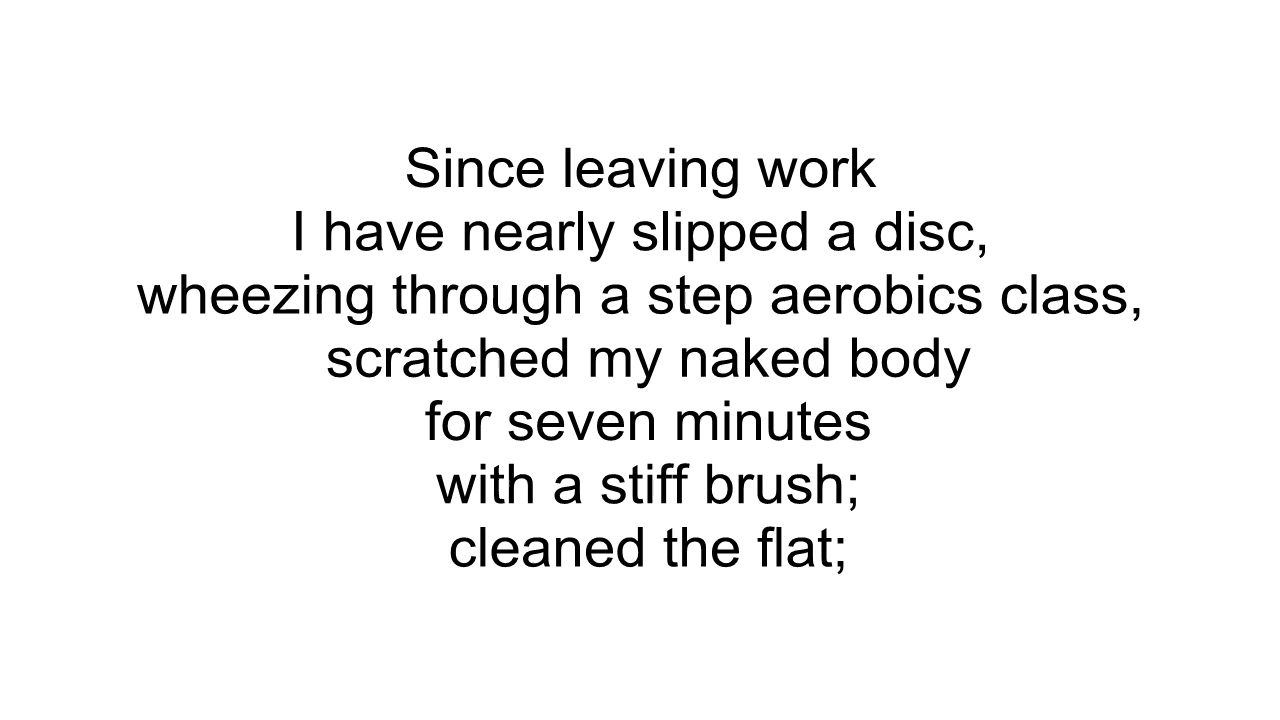 Since leaving work
I have nearly slipped a disc,
wheezing through a step aerobics class,
scratched my naked body
for seven minutes
with a stiff brush;
cleaned the flat;